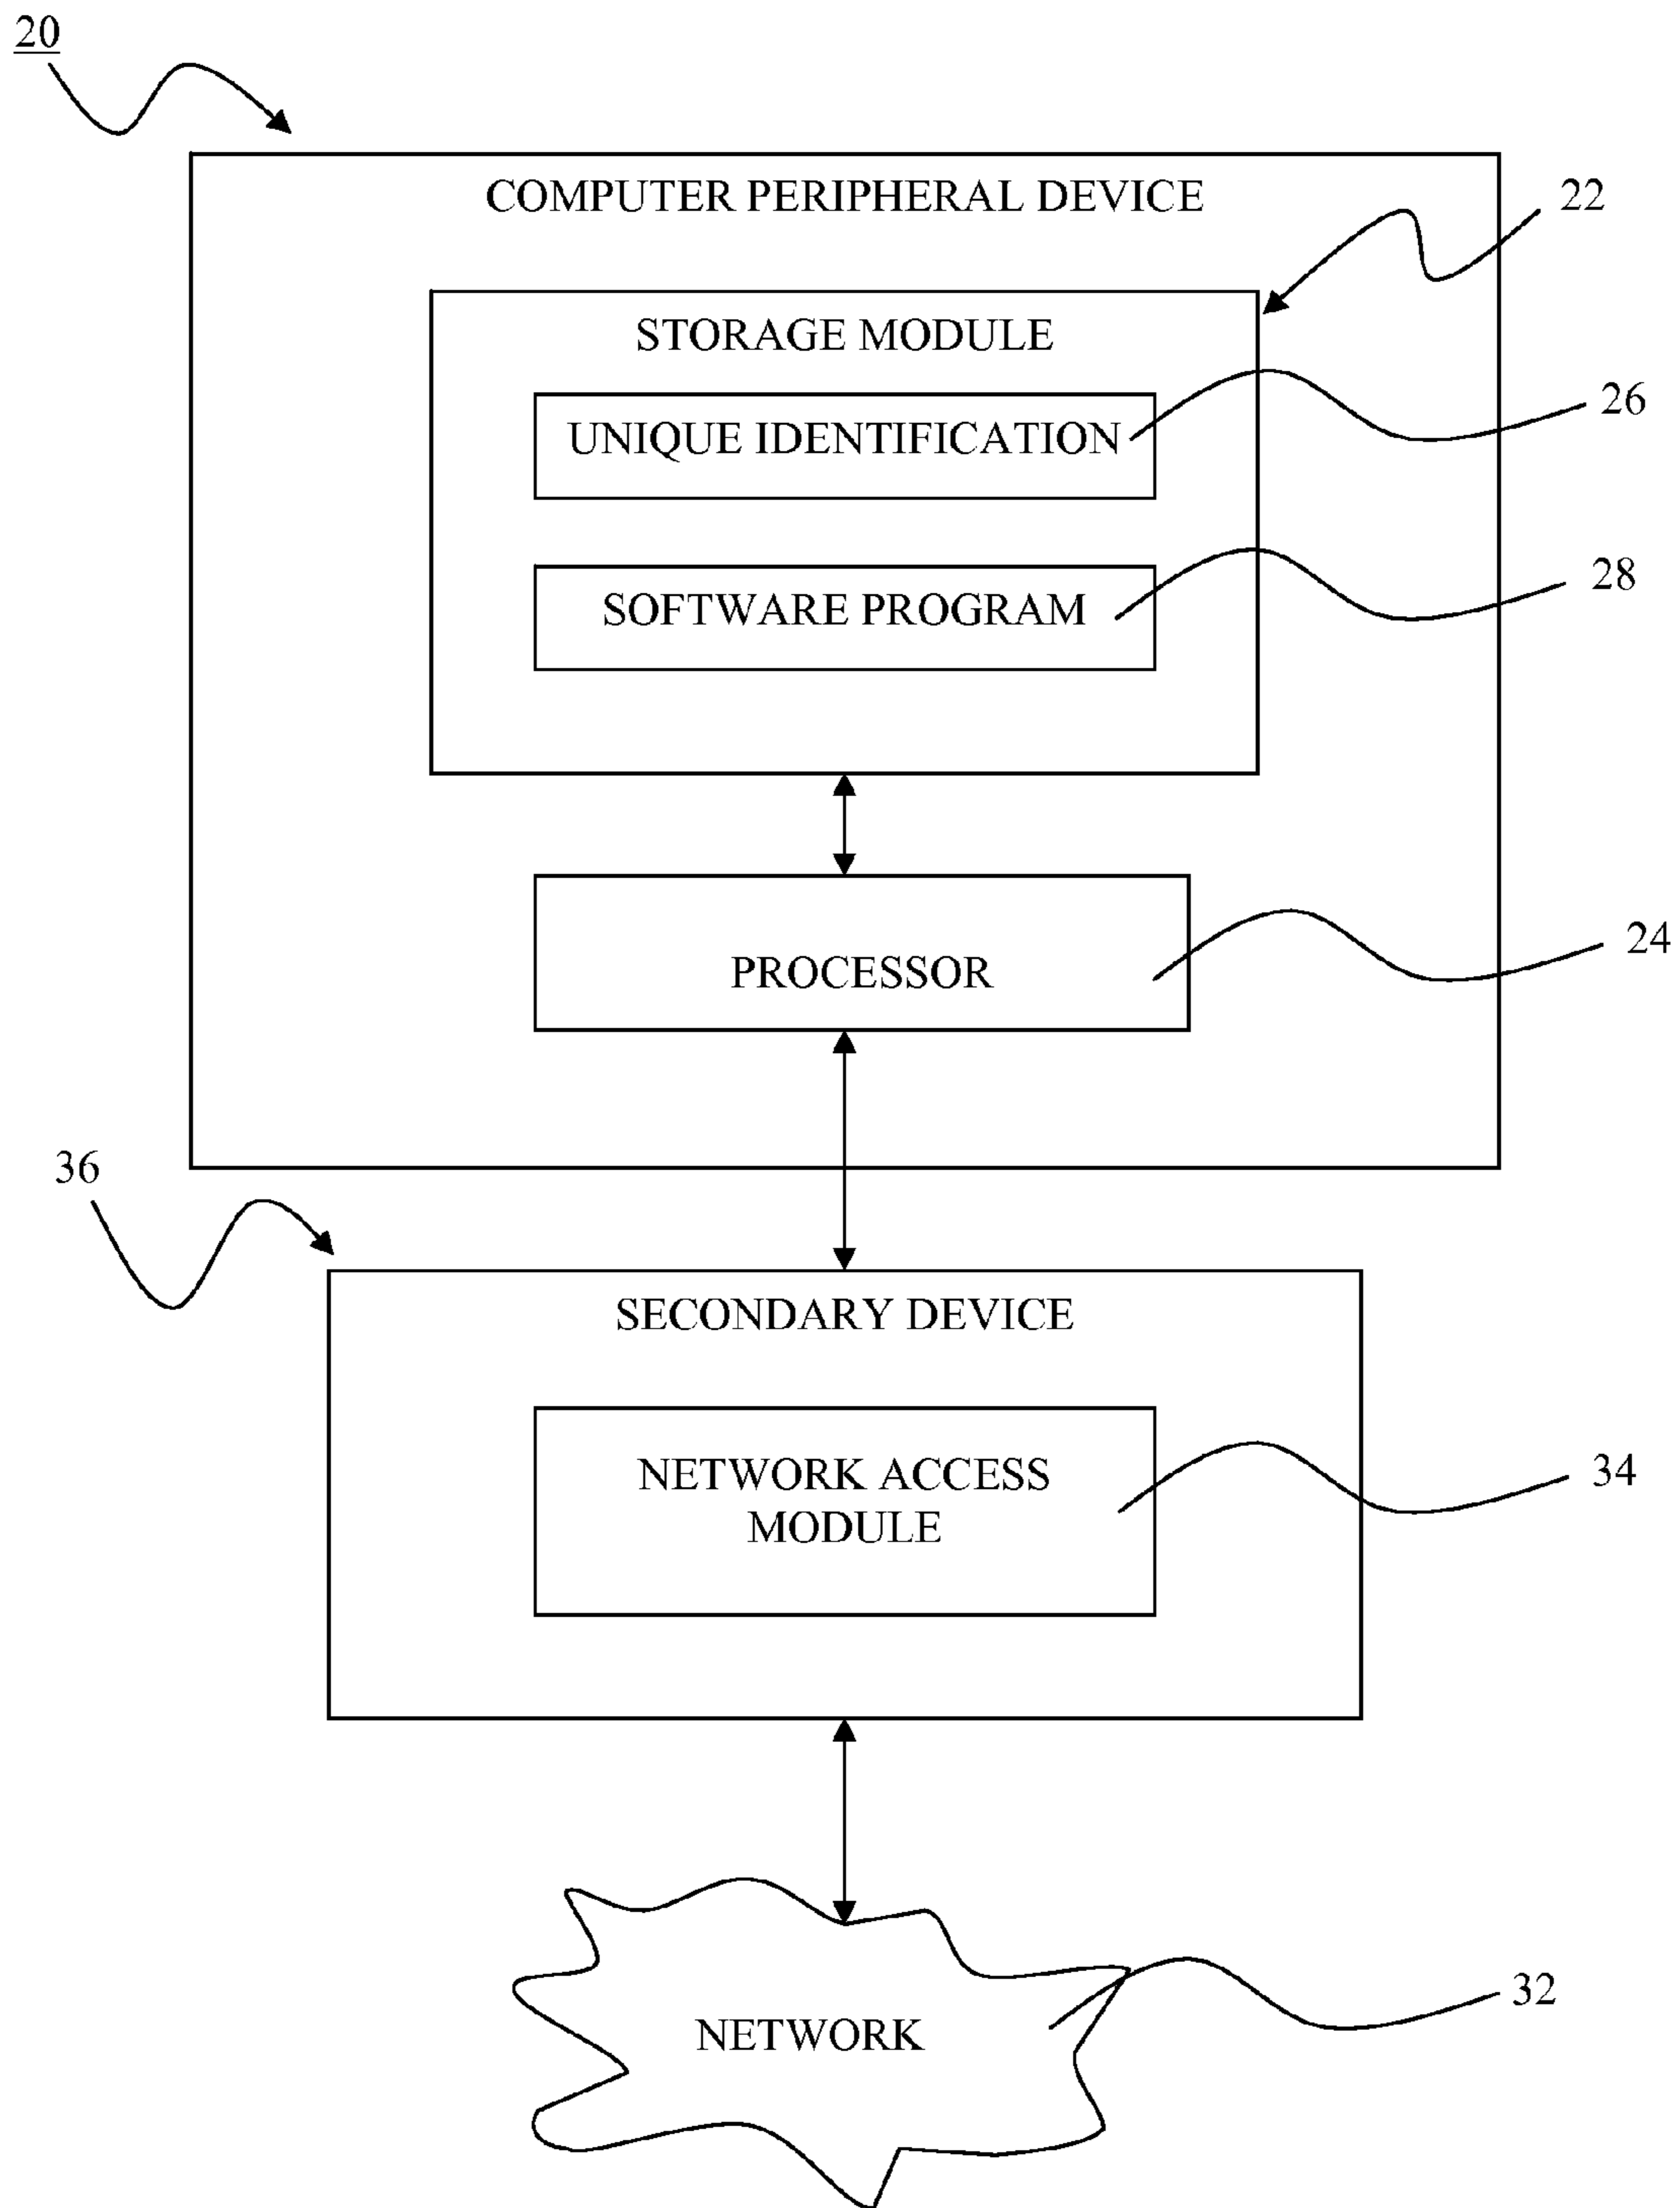 20
COMPUTER PERIPHERAL DEVICE
22
STORAGE MODULE
UNIQUE IDENTIFICATION
26
SOFTWARE PROGRAM
28
PROCESSOR
24
36
SECONDARY DEVICE
NETWORK ACCESS
MODULE
34
NETWORK
32